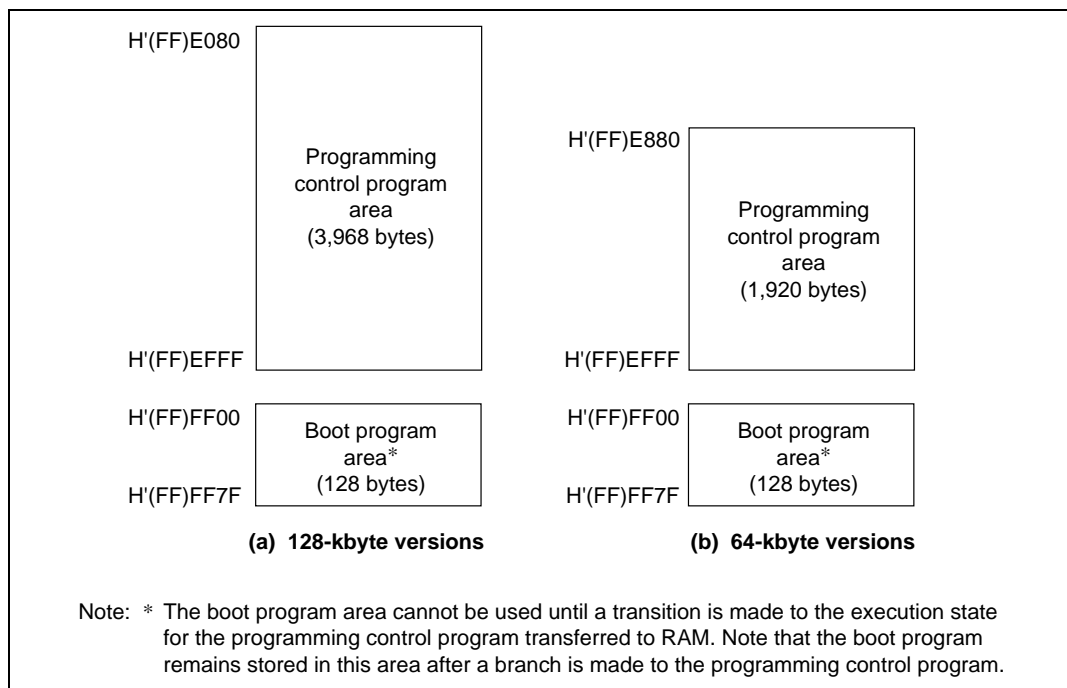 H'(FF)E080
Programming
control program
area
(3,968 bytes)
H'(FF)EFFF
H'(FF)FF00
Boot program
area*
(128 bytes)
H'(FF)FF7F
(a) 128-kbyte versions
H'(FF)E880
Programming
control program
area
(1,920 bytes)
H'(FF)EFFF
H'(FF)FF00
Boot program
area*
(128 bytes)
H'(FF)FF7F
(b) 64-kbyte versions
Note: * The boot program area cannot be used until a transition is made to the execution state
for the programming control program transferred to RAM. Note that the boot program
remains stored in this area after a branch is made to the programming control program.